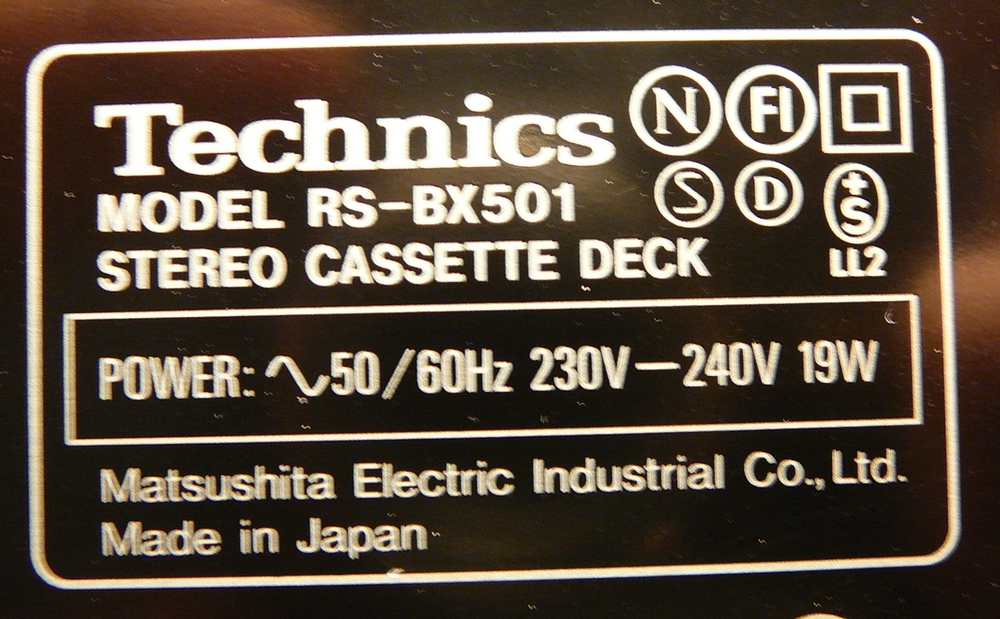 Technics N FI
MODEL RS-BX501 S D +S
STEREO CASSETTE DECK LL2
POWER: ∿50/60Hz 230V—240V 19W
Matsushita Electric Industrial Co., Ltd.
Made in Japan